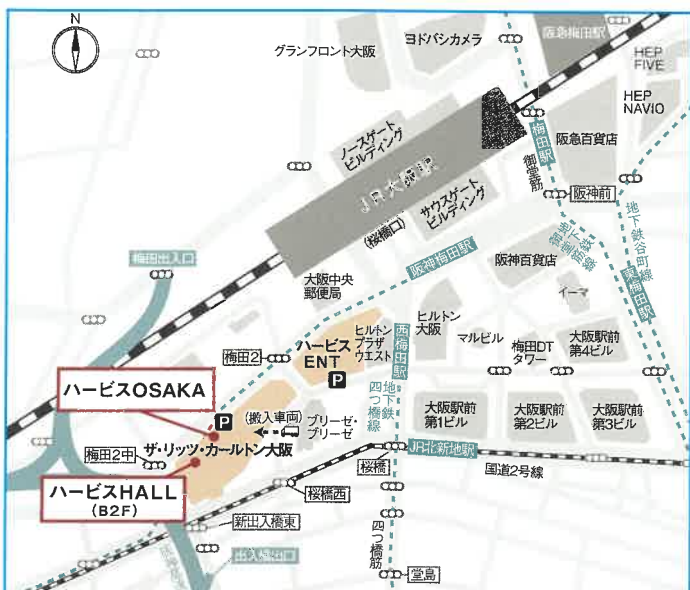 N
グランフロント大阪
ヨドバシカメラ
阪急梅田駅
HEP
FIVE
HEP
NAVIO
ノースゲート
ビルディング
梅田駅
阪急百貨店
JR大阪駅
御堂筋
サウスゲート
ビルディング
(桜橋口)
阪神前
地下鉄谷町線
東梅田駅
地下鉄
御堂筋線
梅田出入口
大阪中央
郵便局
阪神梅田駅
阪神百貨店
イーマ
ヒルトン
大阪
ヒルトン
プラザ
ウエスト
西梅田駅
マルビル
梅田DT
タワー
大阪駅前
第4ビル
梅田2
ハービス
ENT
P
地下鉄
四つ橋線
ハービスOSAKA
P
(搬入車両)
ブリーゼ・
ブリーゼ
大阪駅前
第1ビル
大阪駅前
第2ビル
大阪駅前
第3ビル
梅田2中
ザ・リッツ・カールトン大阪
桜橋
JR北新地駅
国道2号線
ハービスHALL
(B2F)
桜橋西
新出入橋東
四つ橋筋
出入橋出口
堂島